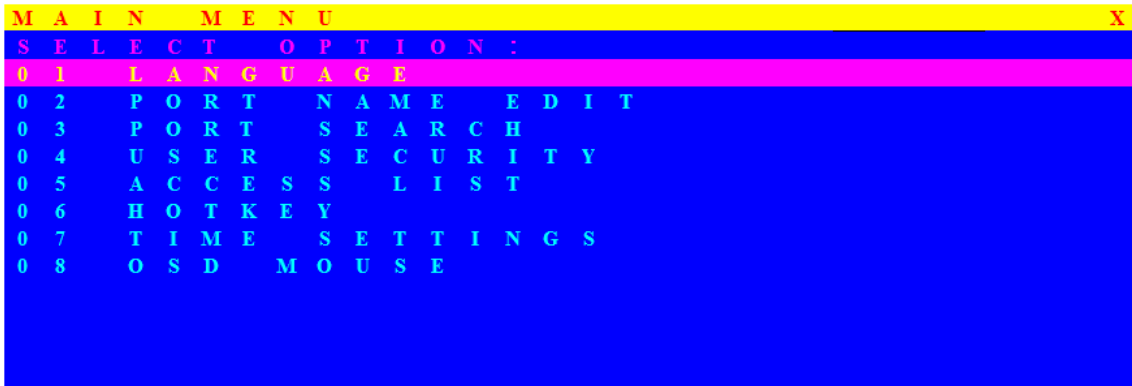 MAIN MENU X
SELECT OPTION:
01 LANGUAGE
02 PORT NAME EDIT
03 PORT SEARCH
04 USER SECURITY
05 ACCESS LIST
06 HOTKEY
07 TIME SETTINGS
08 OSD MOUSE